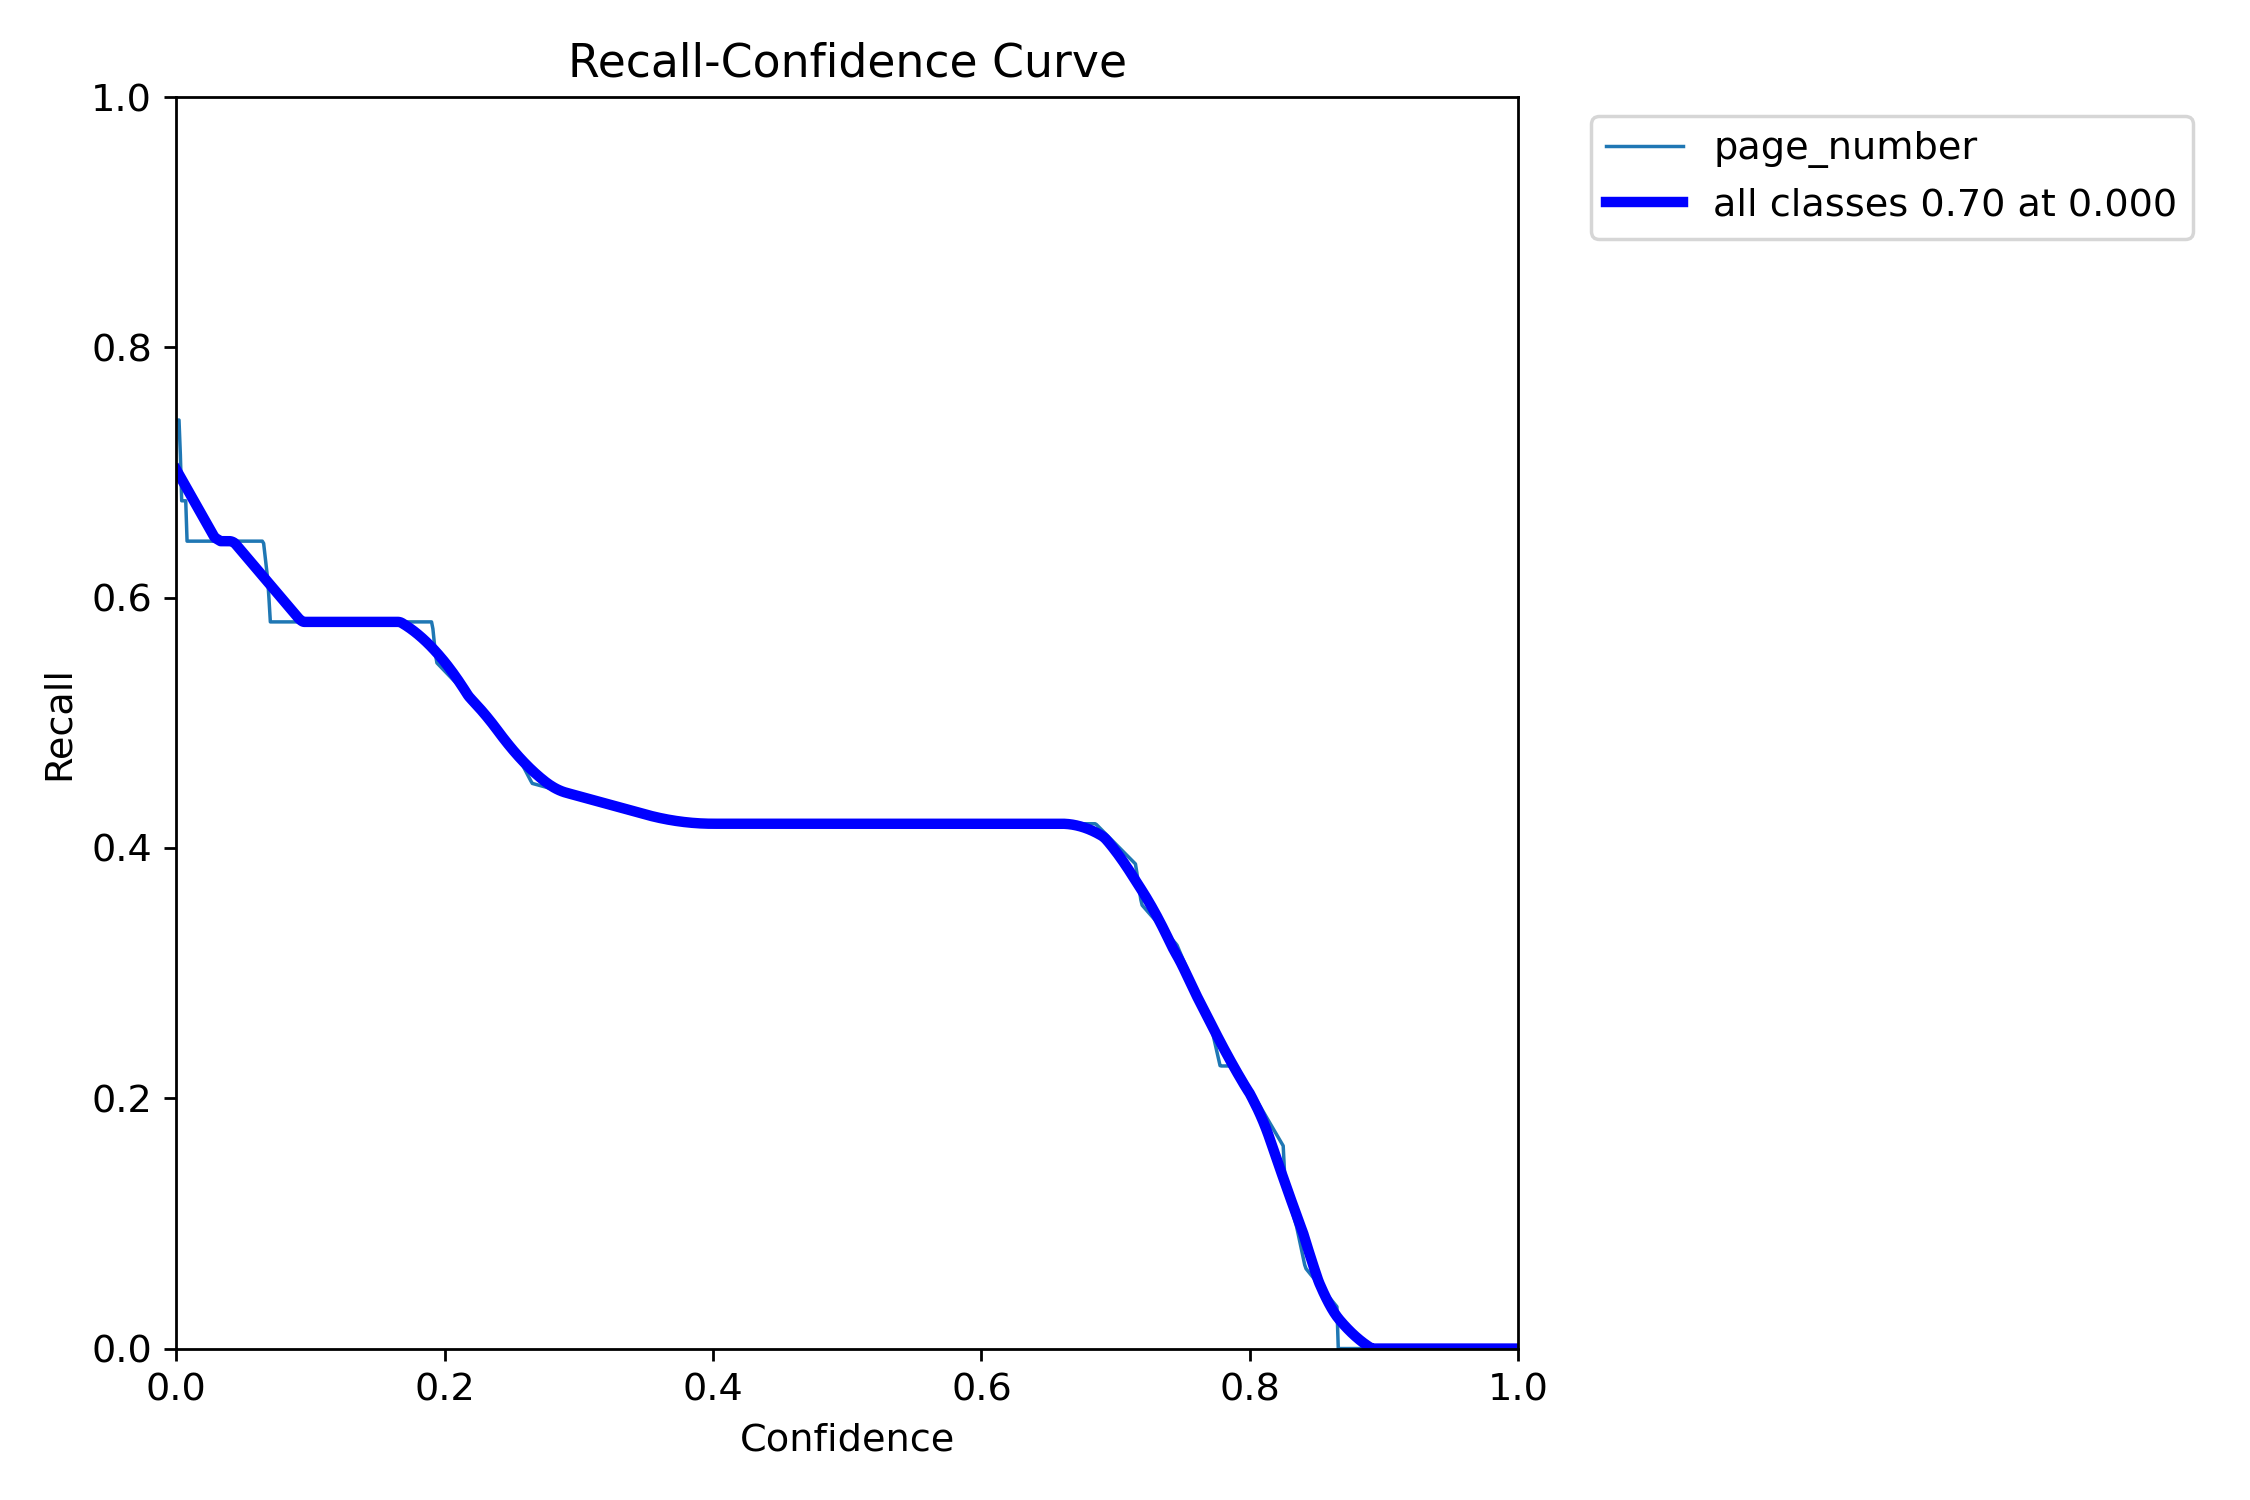 Recall-Confidence Curve
1.0
0.8
0.6
0.4
0.2
0.0
Recall
0.0 0.2 0.4 0.6 0.8 1.0
Confidence
page_number
all classes 0.70 at 0.000